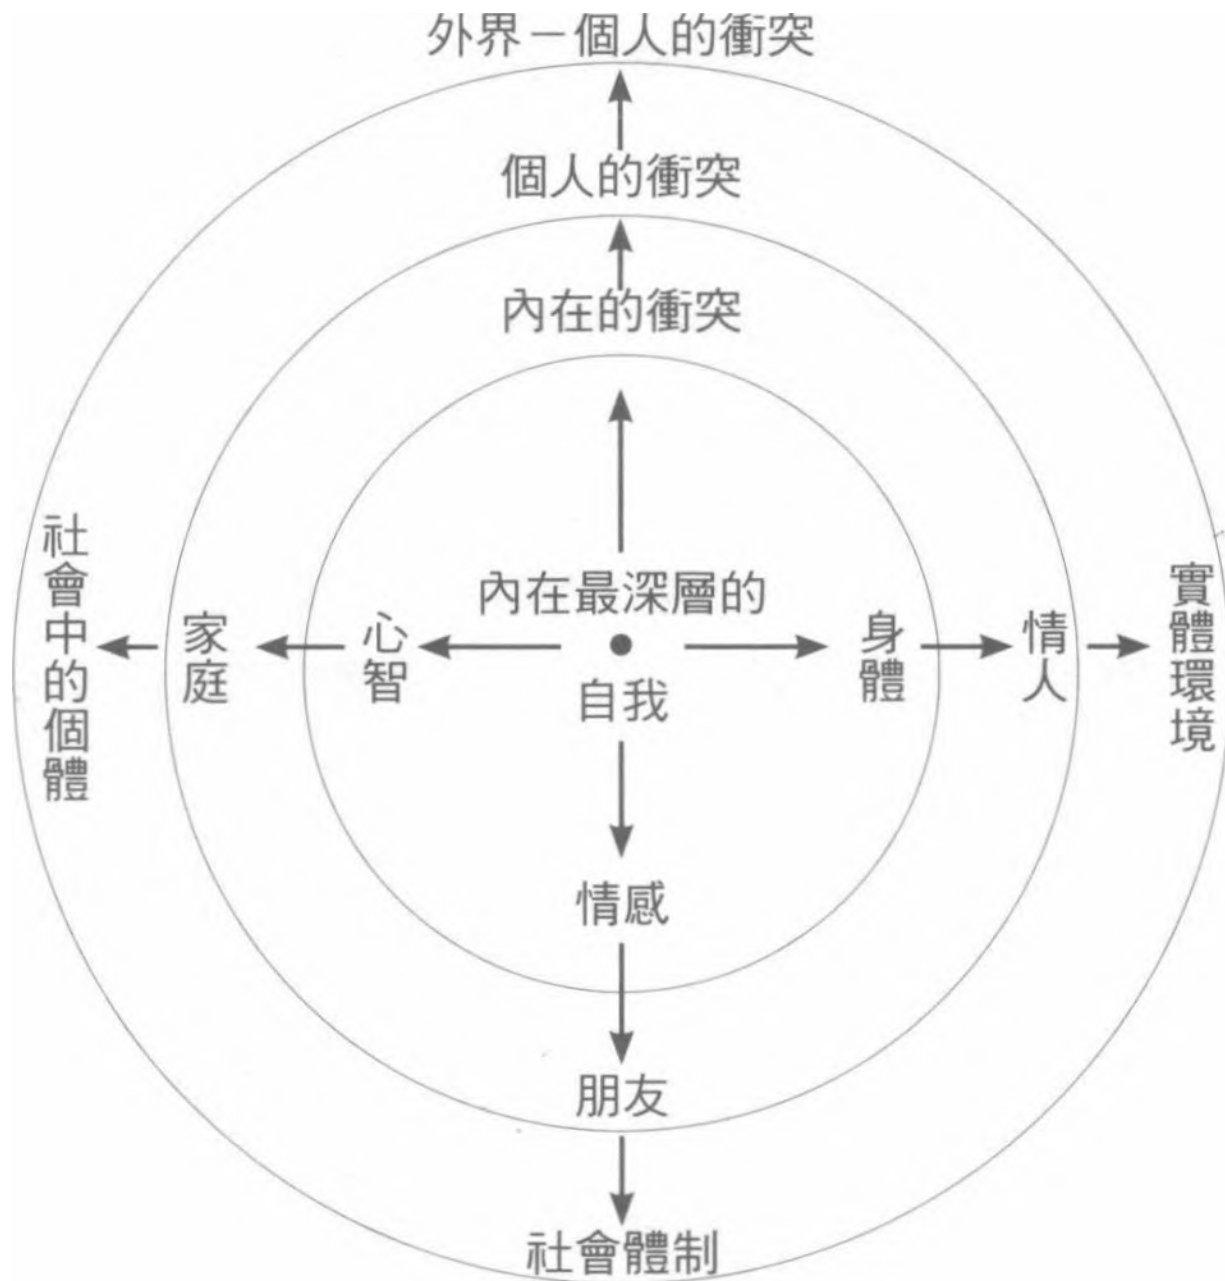 外界－個人的衝突
個人的衝突
內在的衝突
內在最深層的
自我
心智
家庭
社會中的個體
身體
情人
實體環境
情感
朋友
社會體制